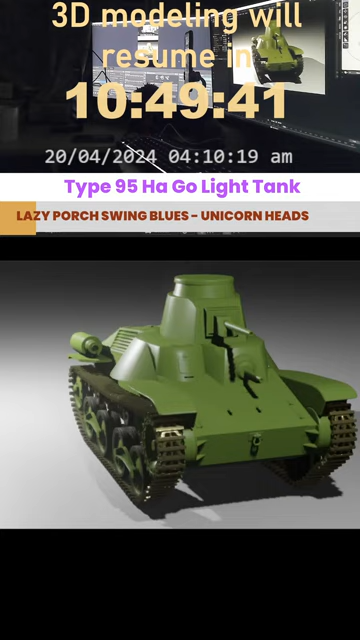 3D modeling will
resume in
10:49:41
20/04/2024 04:10:19 am
Type 95 Ha Go Light Tank
LAZY PORCH SWING BLUES - UNICORN HEADS